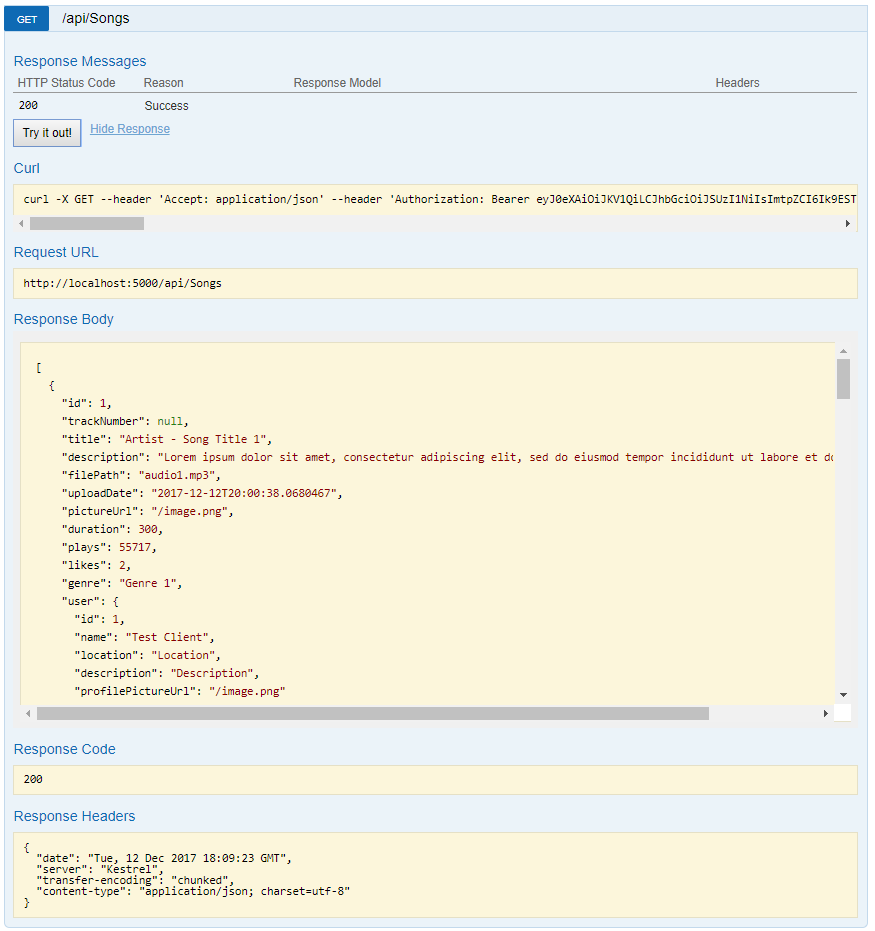 GET /api/Songs
Response Messages
HTTP Status Code Reason Response Model Headers
200 Success
Try it out! Hide Response
Curl
curl -X GET --header 'Accept: application/json' --header 'Authorization: Bearer eyJ0eXAiOiJKV1QiLCJhbGciOiJSUzI1NiIsImtpZCI6Ik9EST
Request URL
http://localhost:5000/api/Songs
Response Body
[
  {
    "id": 1,
    "trackNumber": null,
    "title": "Artist - Song Title 1",
    "description": "Lorem ipsum dolor sit amet, consectetur adipiscing elit, sed do eiusmod tempor incididunt ut labore et do
    "filePath": "audio1.mp3",
    "uploadDate": "2017-12-12T20:00:38.0680467",
    "pictureUrl": "/image.png",
    "duration": 300,
    "plays": 55717,
    "likes": 2,
    "genre": "Genre 1",
    "user": {
      "id": 1,
      "name": "Test Client",
      "location": "Location",
      "description": "Description",
      "profilePictureUrl": "/image.png"
Response Code
200
Response Headers
{
  "date": "Tue, 12 Dec 2017 18:09:23 GMT",
  "server": "Kestrel",
  "transfer-encoding": "chunked",
  "content-type": "application/json; charset=utf-8"
}